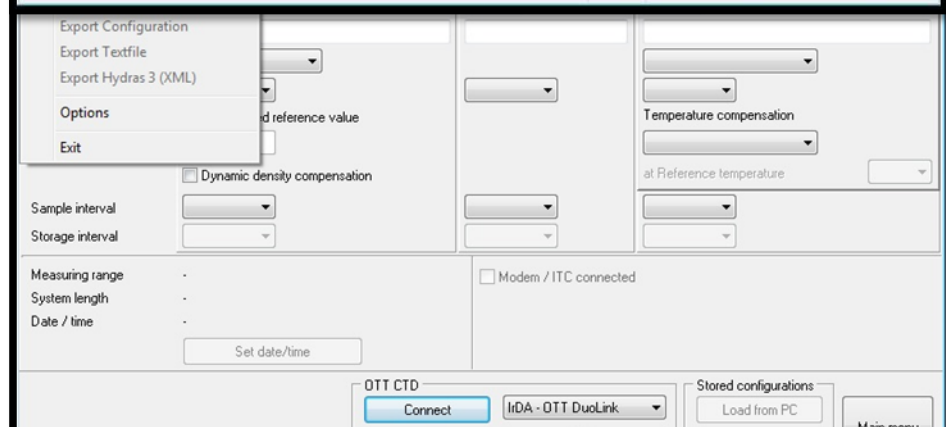 Export Configuration
Export Textfile
Export Hydras 3 (XML)
Options
d reference value
Temperature compensation
Exit
Dynamic density compensation
at Reference temperature
Sample interval
Storage interval
Measuring range -
Modem / ITC connected
System length -
Date / time -
Set date/time
OTT CTD
Stored configurations
Connect
IrDA - OTT DuoLink
Load from PC
Main menu